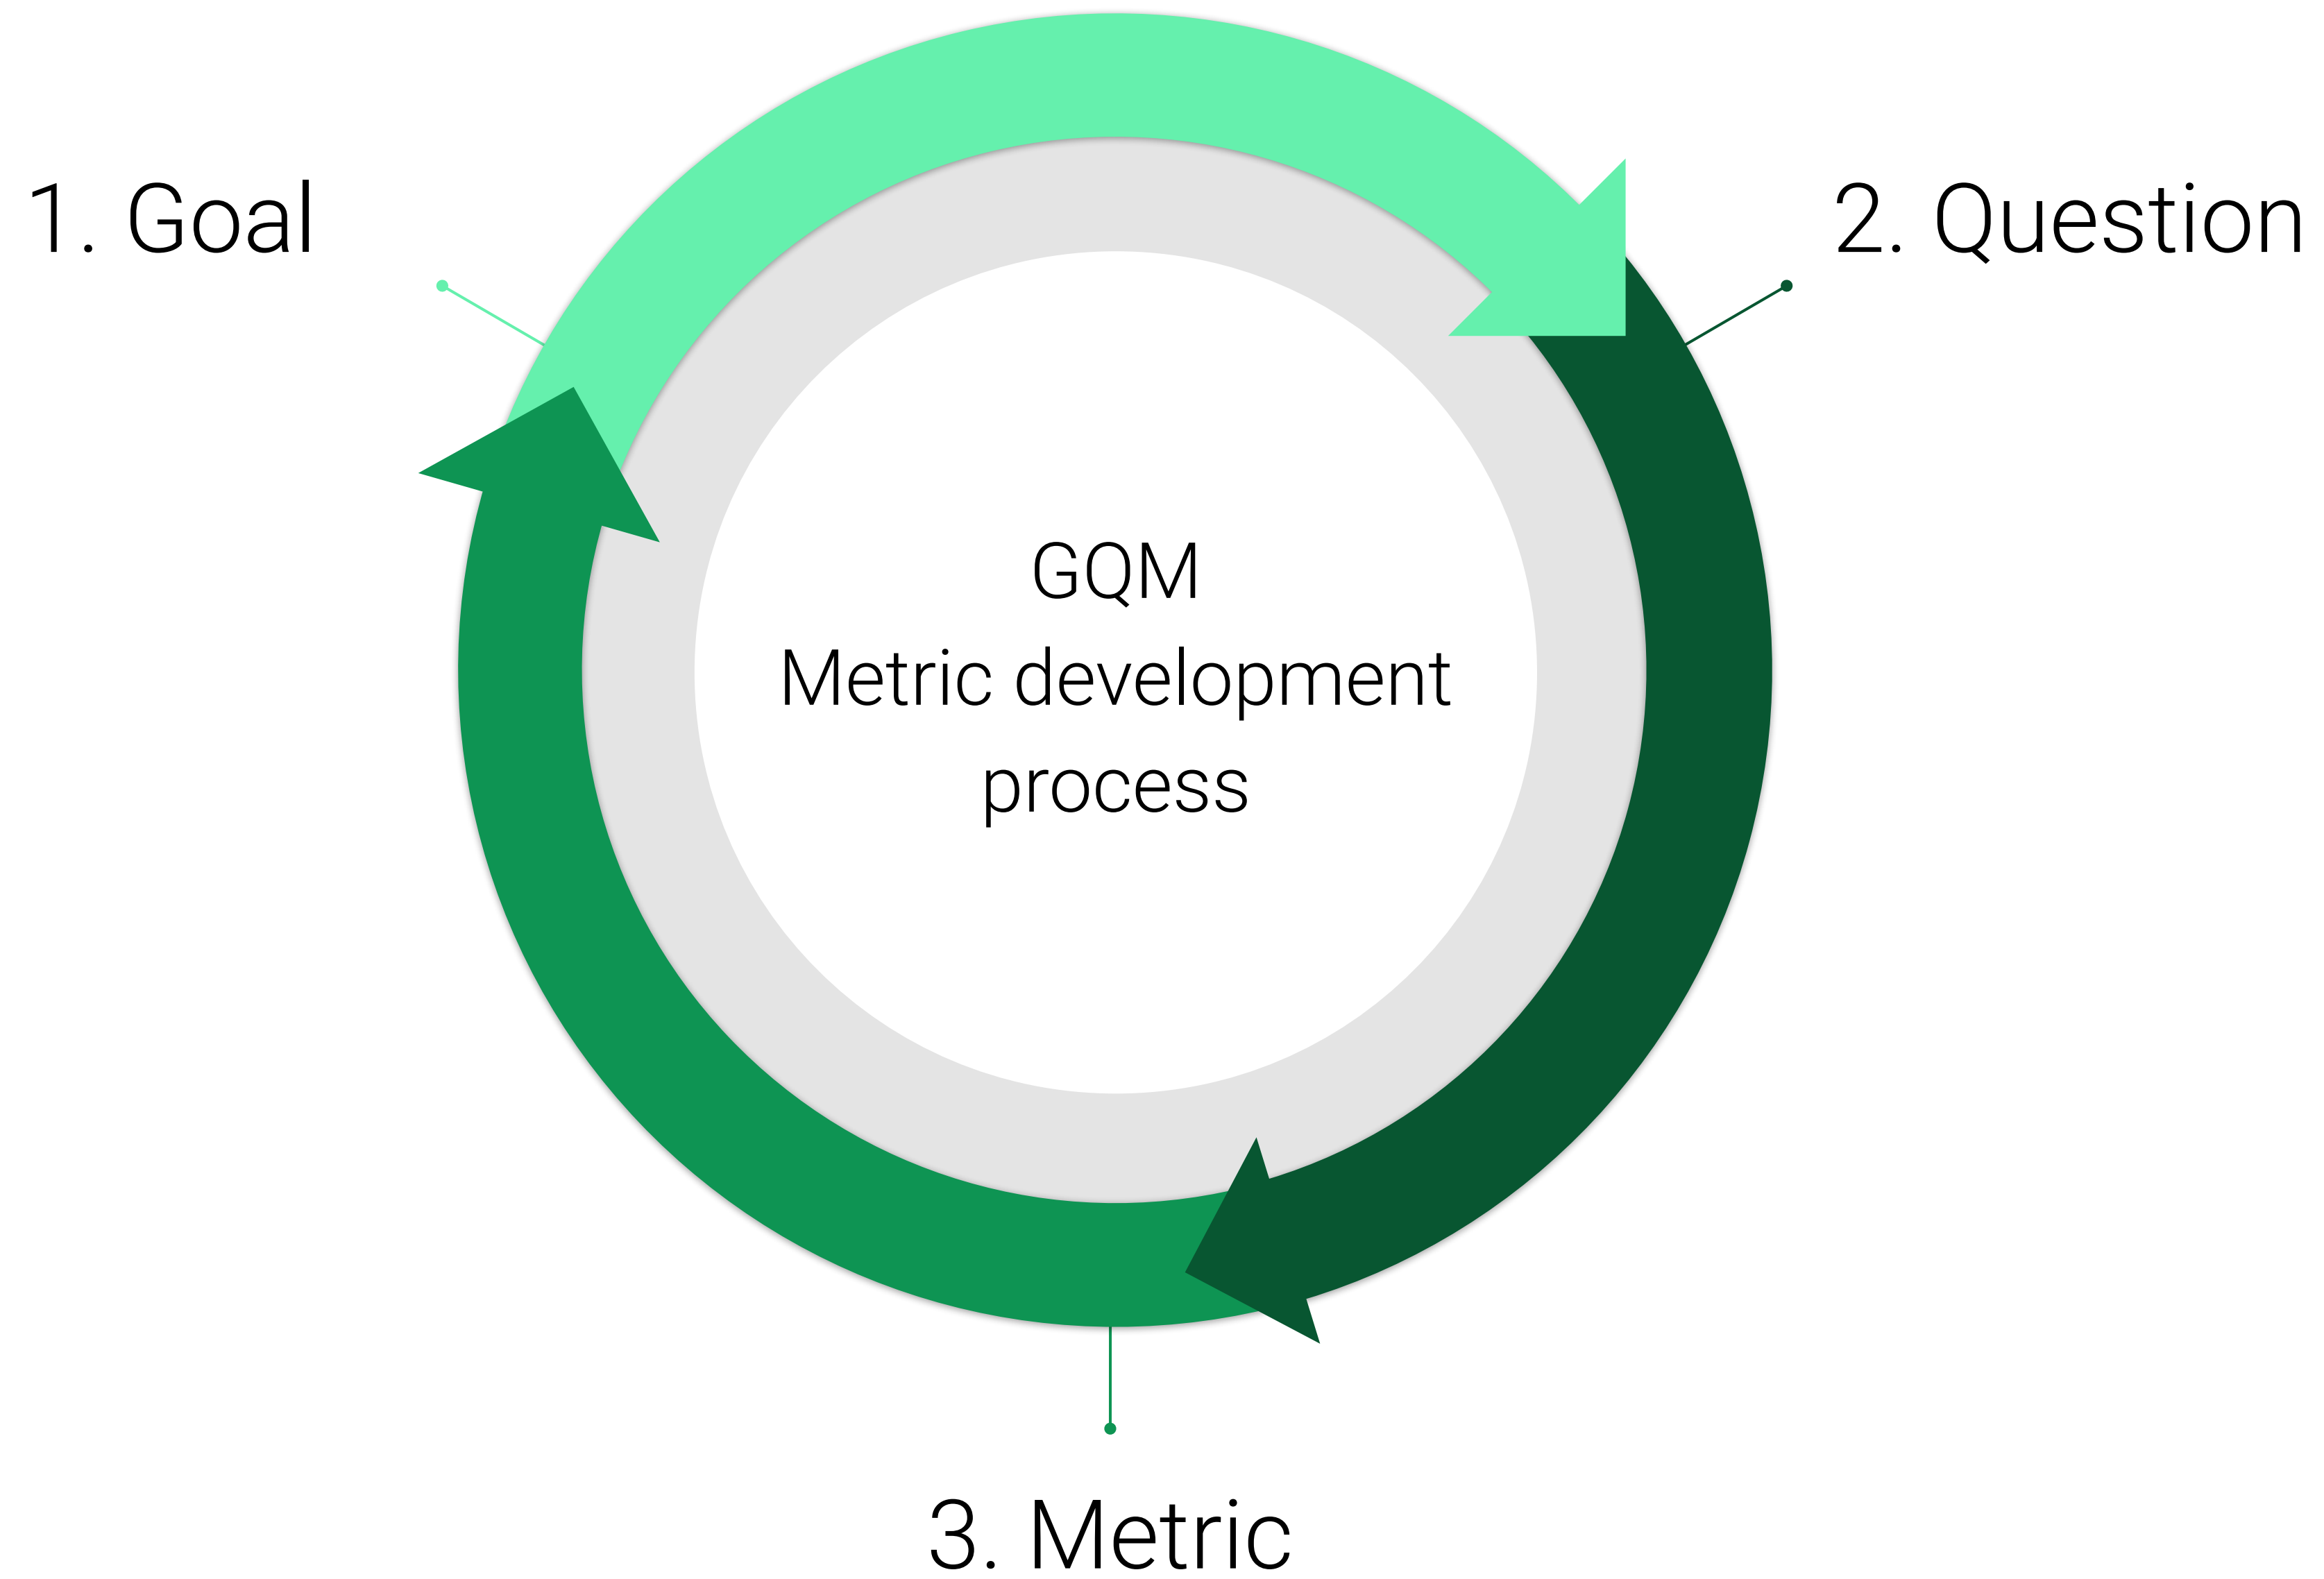 1. Goal
2. Question
GQM
Metric development
process
3. Metric